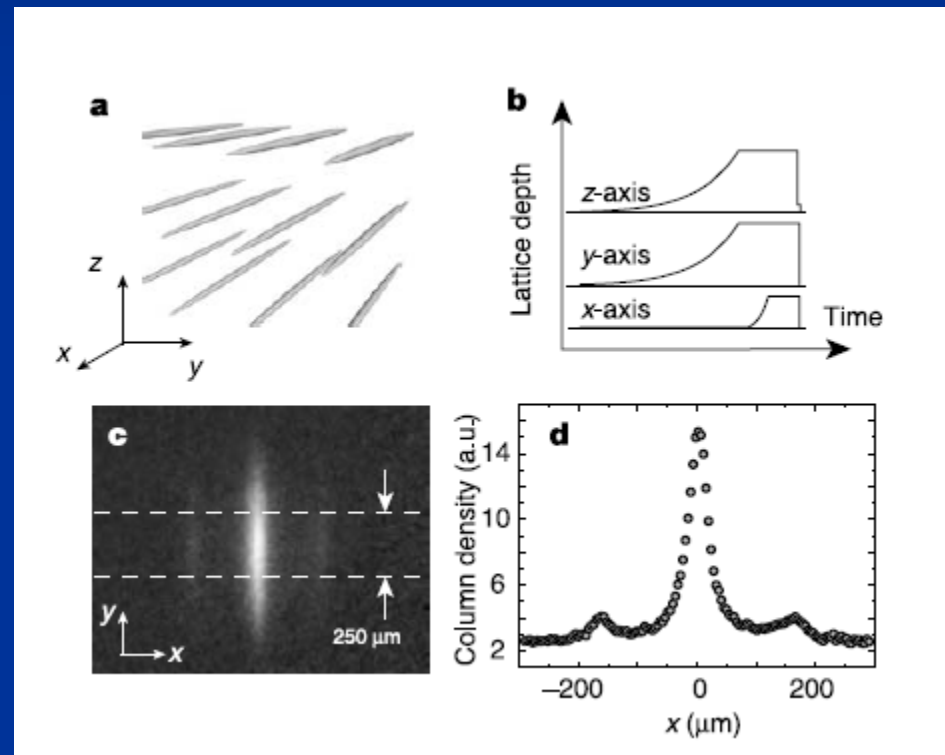 a
z
x
y
b
Lattice depth
z-axis
y-axis
x-axis
Time
c
y
x
250 μm
d
Column density (a.u.)
14
10
6
2
−200
0
200
x (μm)